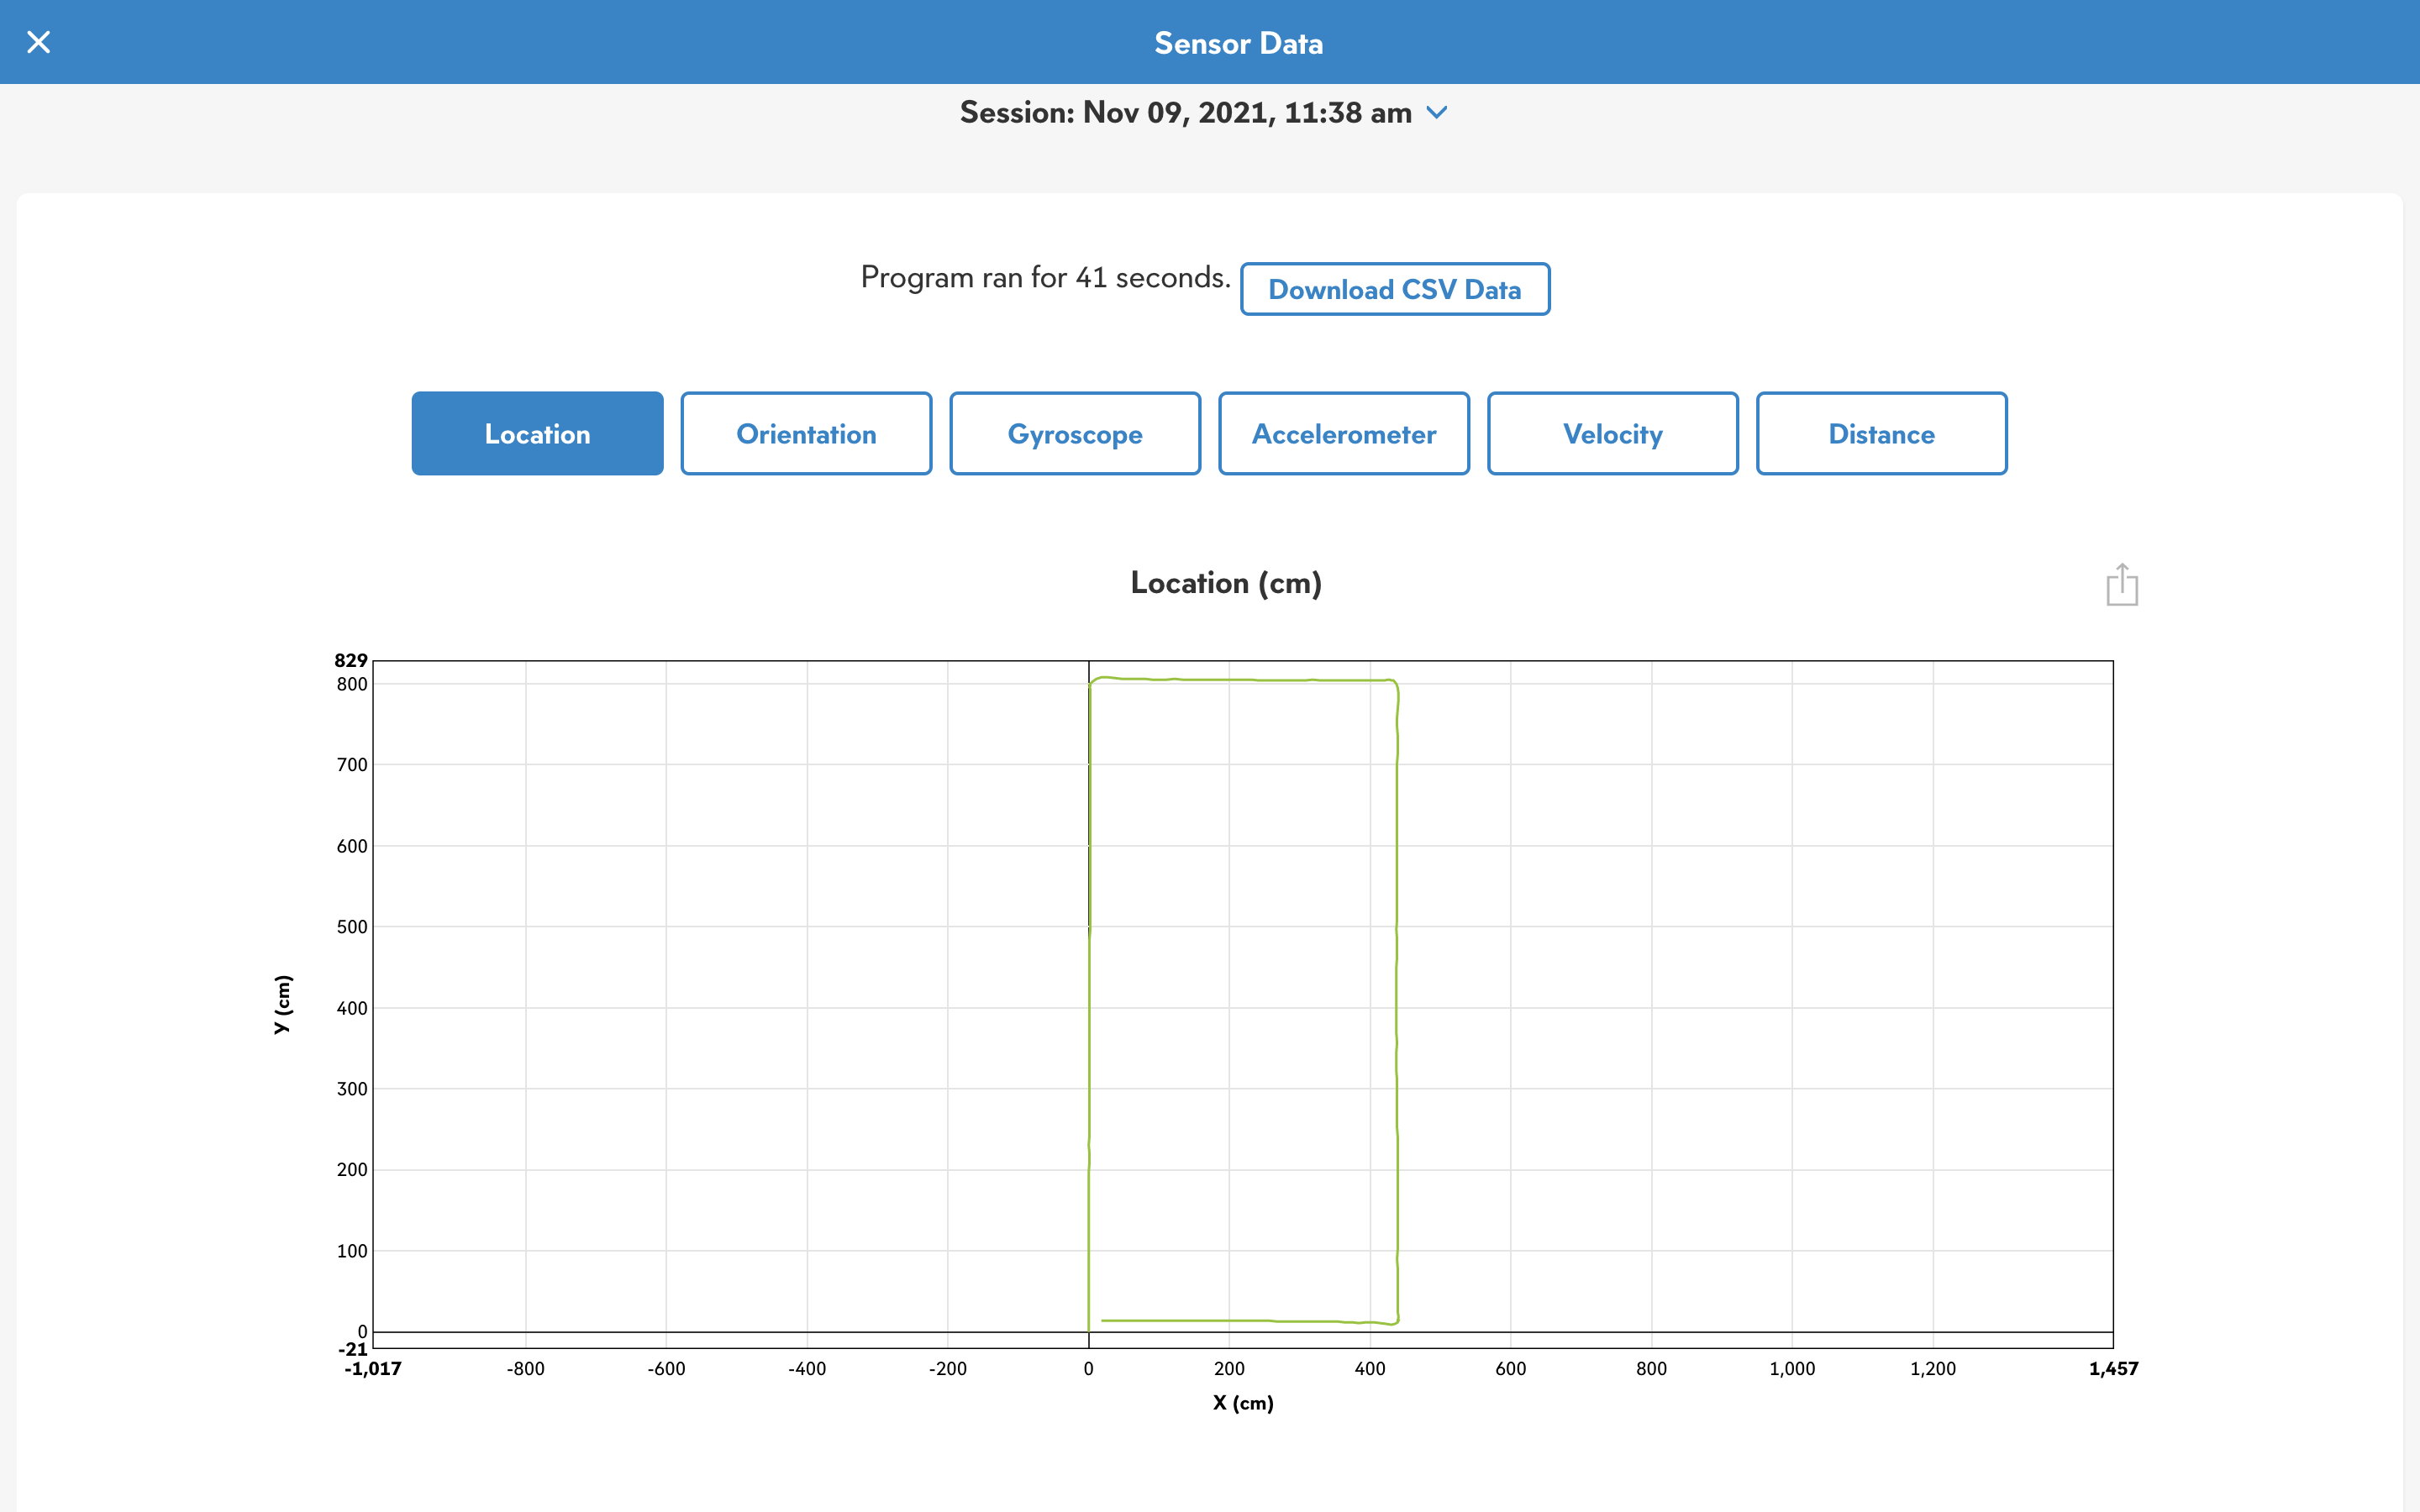 Sensor Data
Session: Nov 09, 2021, 11:38 am
Program ran for 41 seconds.
Download CSV Data
Location
Orientation
Gyroscope
Accelerometer
Velocity
Distance
Location (cm)
829
800
700
600
500
400
300
200
100
0
-21
y (cm)
-1,017
-800
-600
-400
-200
0
200
400
600
800
1,000
1,200
1,457
X (cm)